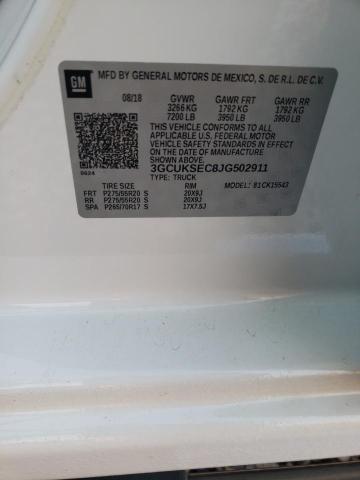 GM
MFD BY GENERAL MOTORS DE MEXICO, S. DE R.L. DE C.V.
08/18 GVWR GAWR FRT GAWR RR
3266 KG 1792 KG 1792 KG
7200 LB 3950 LB 3950 LB
THIS VEHICLE CONFORMS TO ALL
APPLICABLE U.S. FEDERAL MOTOR
VEHICLE SAFETY STANDARDS IN EFFECT
ON THE DATE OF MANUFACTURE SHOWN ABOVE.
3GCUKSEC8JG502911
0624 TYPE: TRUCK
TIRE SIZE RIM MODEL: 81CK15543
FRT P275/55R20 S 20X9J
RR P275/55R20 S 20X9J
SPA P265/70R17 S 17X7.5J